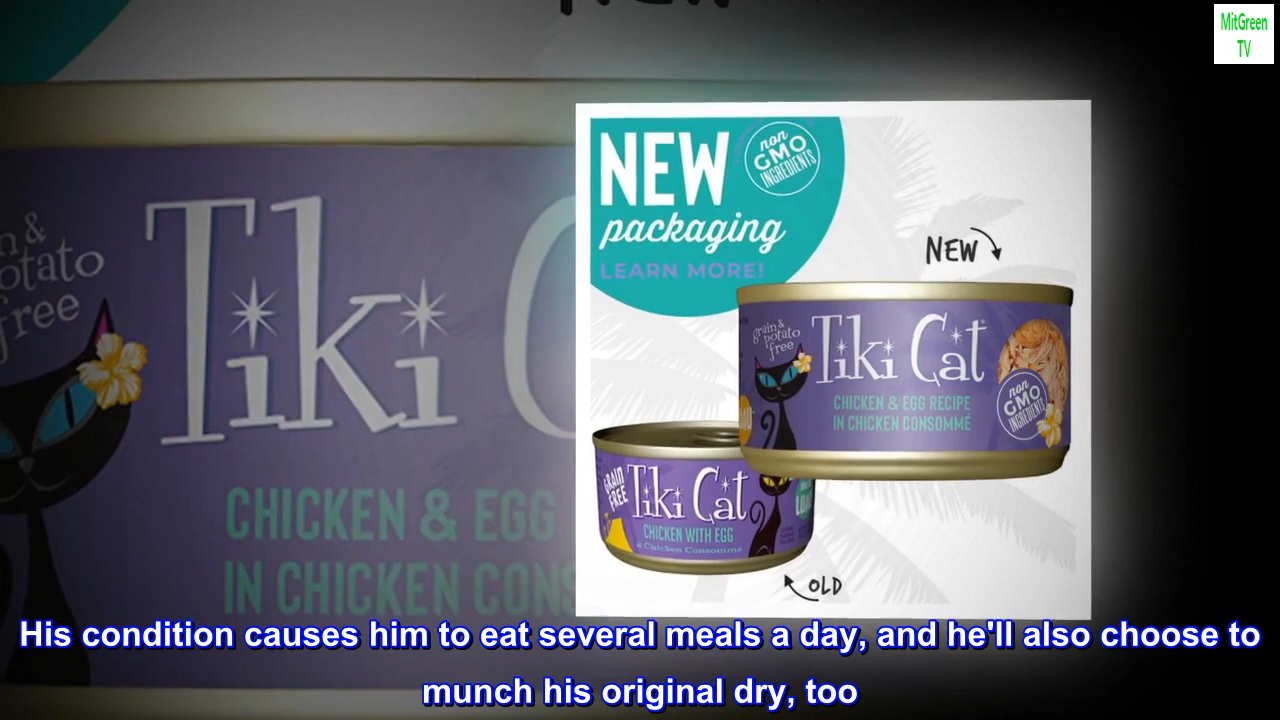 MitGreen
TV
NEW
packaging
LEARN MORE!
non
GMO
INGREDIENTS
NEW
grain &
potato
free
Tiki Cat
CHICKEN & EGG RECIPE
IN CHICKEN CONSOMMÉ
non
GMO
INGREDIENTS
GRAIN
FREE
Tiki Cat
CHICKEN WITH EGG
in Chicken Consommé
OLD
n &
otato
free
Tiki C
CHICKEN & EGG
IN CHICKEN CONS
His condition causes him to eat several meals a day, and he'll also choose to
munch his original dry, too